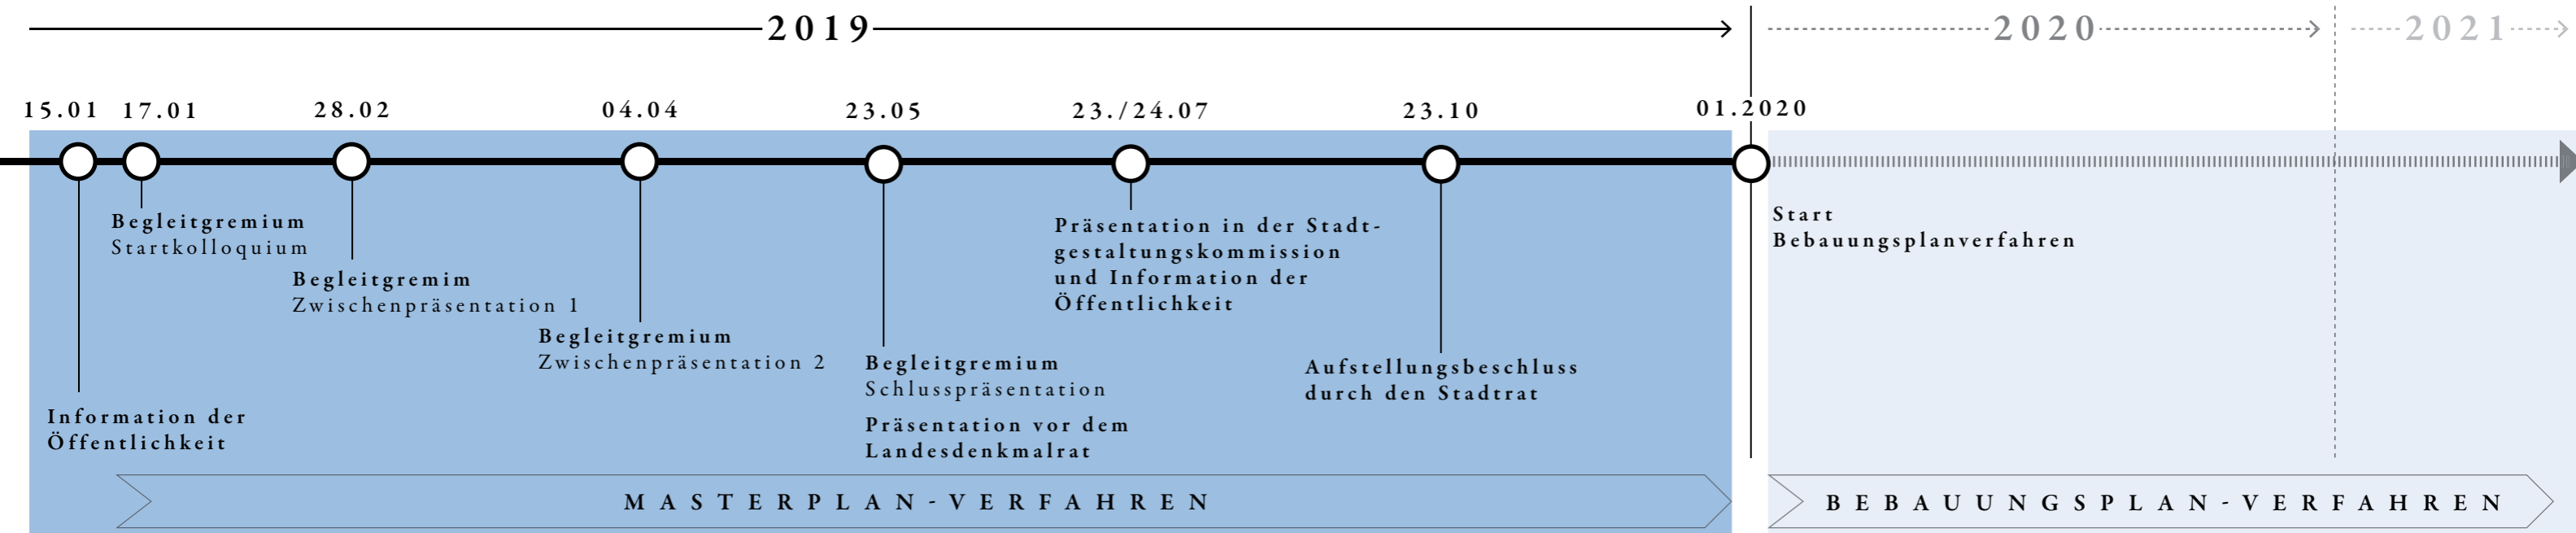 2019
2020
2021
15.01
17.01
28.02
04.04
23.05
23./24.07
23.10
01.2020
Begleitgremium
Startkolloquium
Begleitgremim
Zwischenpräsentation 1
Begleitgremium
Zwischenpräsentation 2
Begleitgremium
Schlusspräsentation
Präsentation vor dem
Landesdenkmalrat
Präsentation in der Stadt-
gestaltungskommission
und Information der
Öffentlichkeit
Aufstellungsbeschluss
durch den Stadtrat
Start
Bebauungsplanverfahren
Information der
Öffentlichkeit
MASTERPLAN-VERFAHREN
BEBAUUNGSPLAN-VERFAHREN